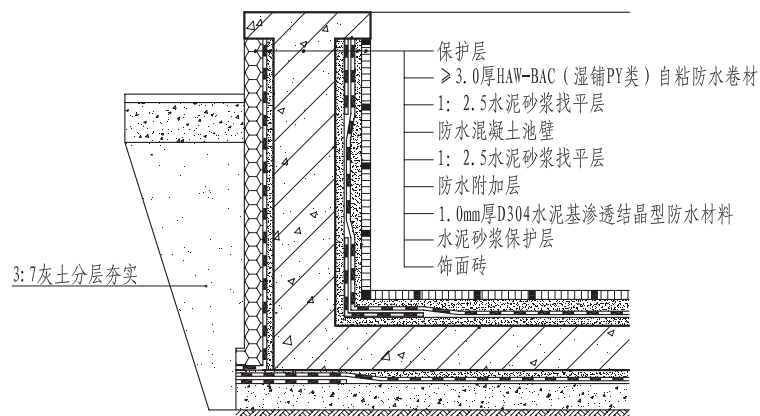 保护层
≥3.0厚HAW-BAC（湿铺PY类）自粘防水卷材
1: 2.5水泥砂浆找平层
防水混凝土池壁
1: 2.5水泥砂浆找平层
防水附加层
1.0mm厚D304水泥基渗透结晶型防水材料
水泥砂浆保护层
饰面砖
3:7灰土分层夯实